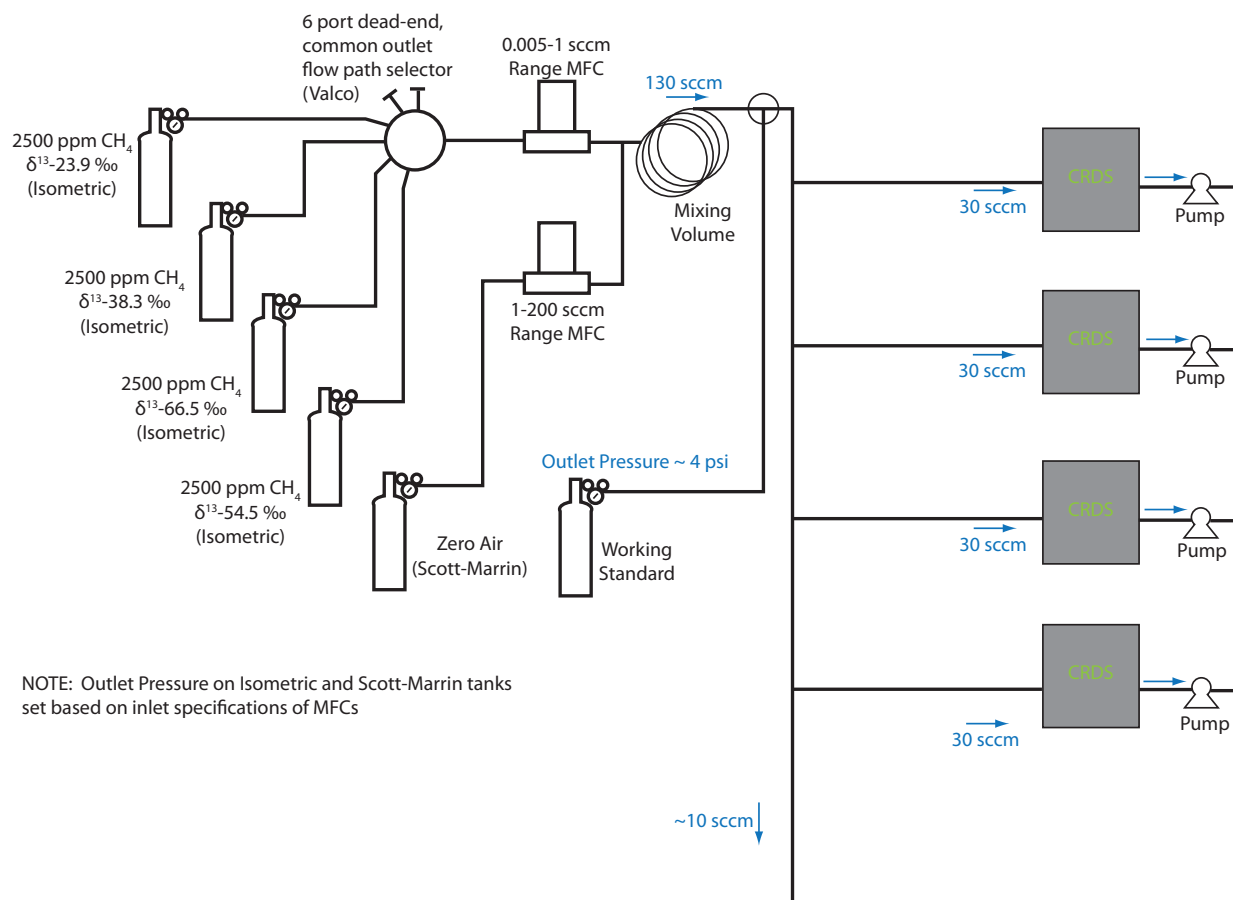 6 port dead-end,
common outlet
flow path selector
(Valco)
0.005-1 sccm
Range MFC
130 sccm
2500 ppm CH₄
δ¹³-23.9 ‰
(Isometric)
CRDS
30 sccm
Pump
Mixing
Volume
2500 ppm CH₄
δ¹³-38.3 ‰
(Isometric)
1-200 sccm
Range MFC
CRDS
30 sccm
Pump
2500 ppm CH₄
δ¹³-66.5 ‰
(Isometric)
Outlet Pressure ~ 4 psi
2500 ppm CH₄
δ¹³-54.5 ‰
(Isometric)
Zero Air
(Scott-Marrin)
Working
Standard
CRDS
30 sccm
Pump
NOTE: Outlet Pressure on Isometric and Scott-Marrin tanks
set based on inlet specifications of MFCs
CRDS
30 sccm
Pump
~10 sccm